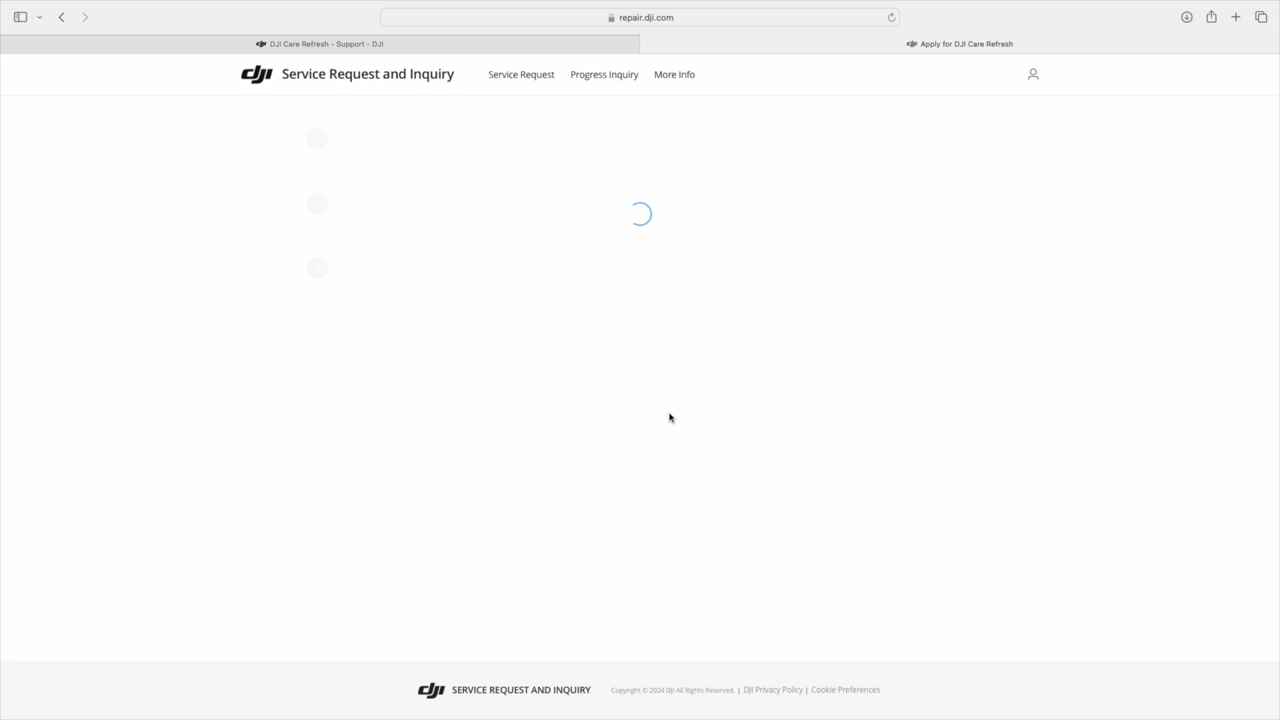 repair.dji.com
DJI Care Refresh - Support - DJI
Apply for DJI Care Refresh
dji Service Request and Inquiry
Service Request
Progress Inquiry
More Info
dji SERVICE REQUEST AND INQUIRY
Copyright © 2024 DJI All Rights Reserved. | DJI Privacy Policy | Cookie Preferences